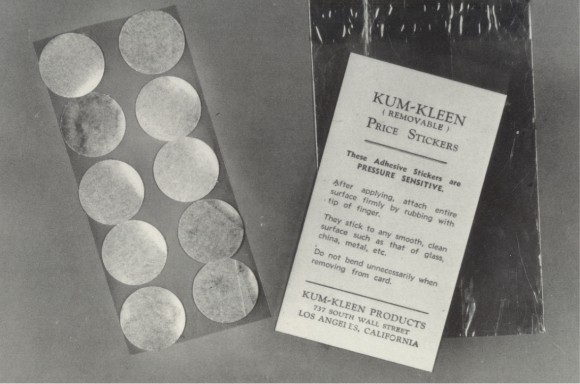 KUM-KLEEN
( REMOVABLE )
PRICE STICKERS
These Adhesive Stickers are
PRESSURE SENSITIVE.
After applying, attach entire
surface firmly by rubbing with
tip of finger.
They stick to any smooth, clean
surface such as that of glass,
china, metal, etc.
Do not bend unnecessarily when
removing from card.
KUM-KLEEN PRODUCTS
737 SOUTH WALL STREET
LOS ANGELES, CALIFORNIA